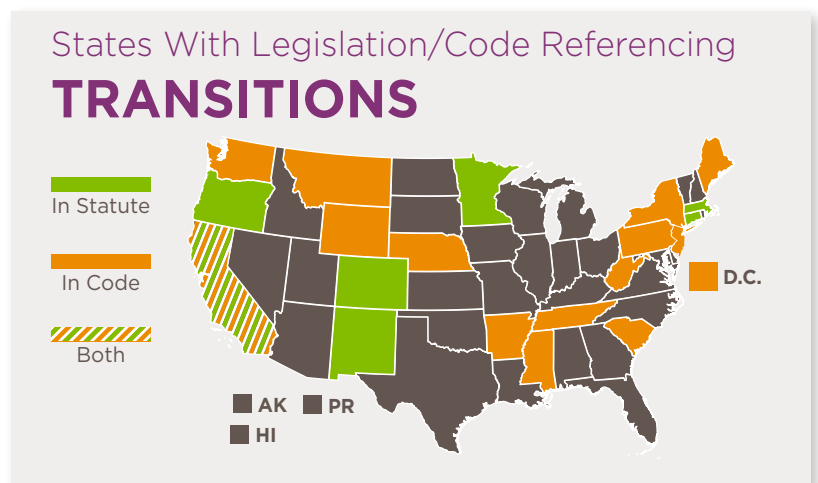 States With Legislation/Code Referencing
TRANSITIONS
In Statute
In Code
Both
D.C.
AK
PR
HI